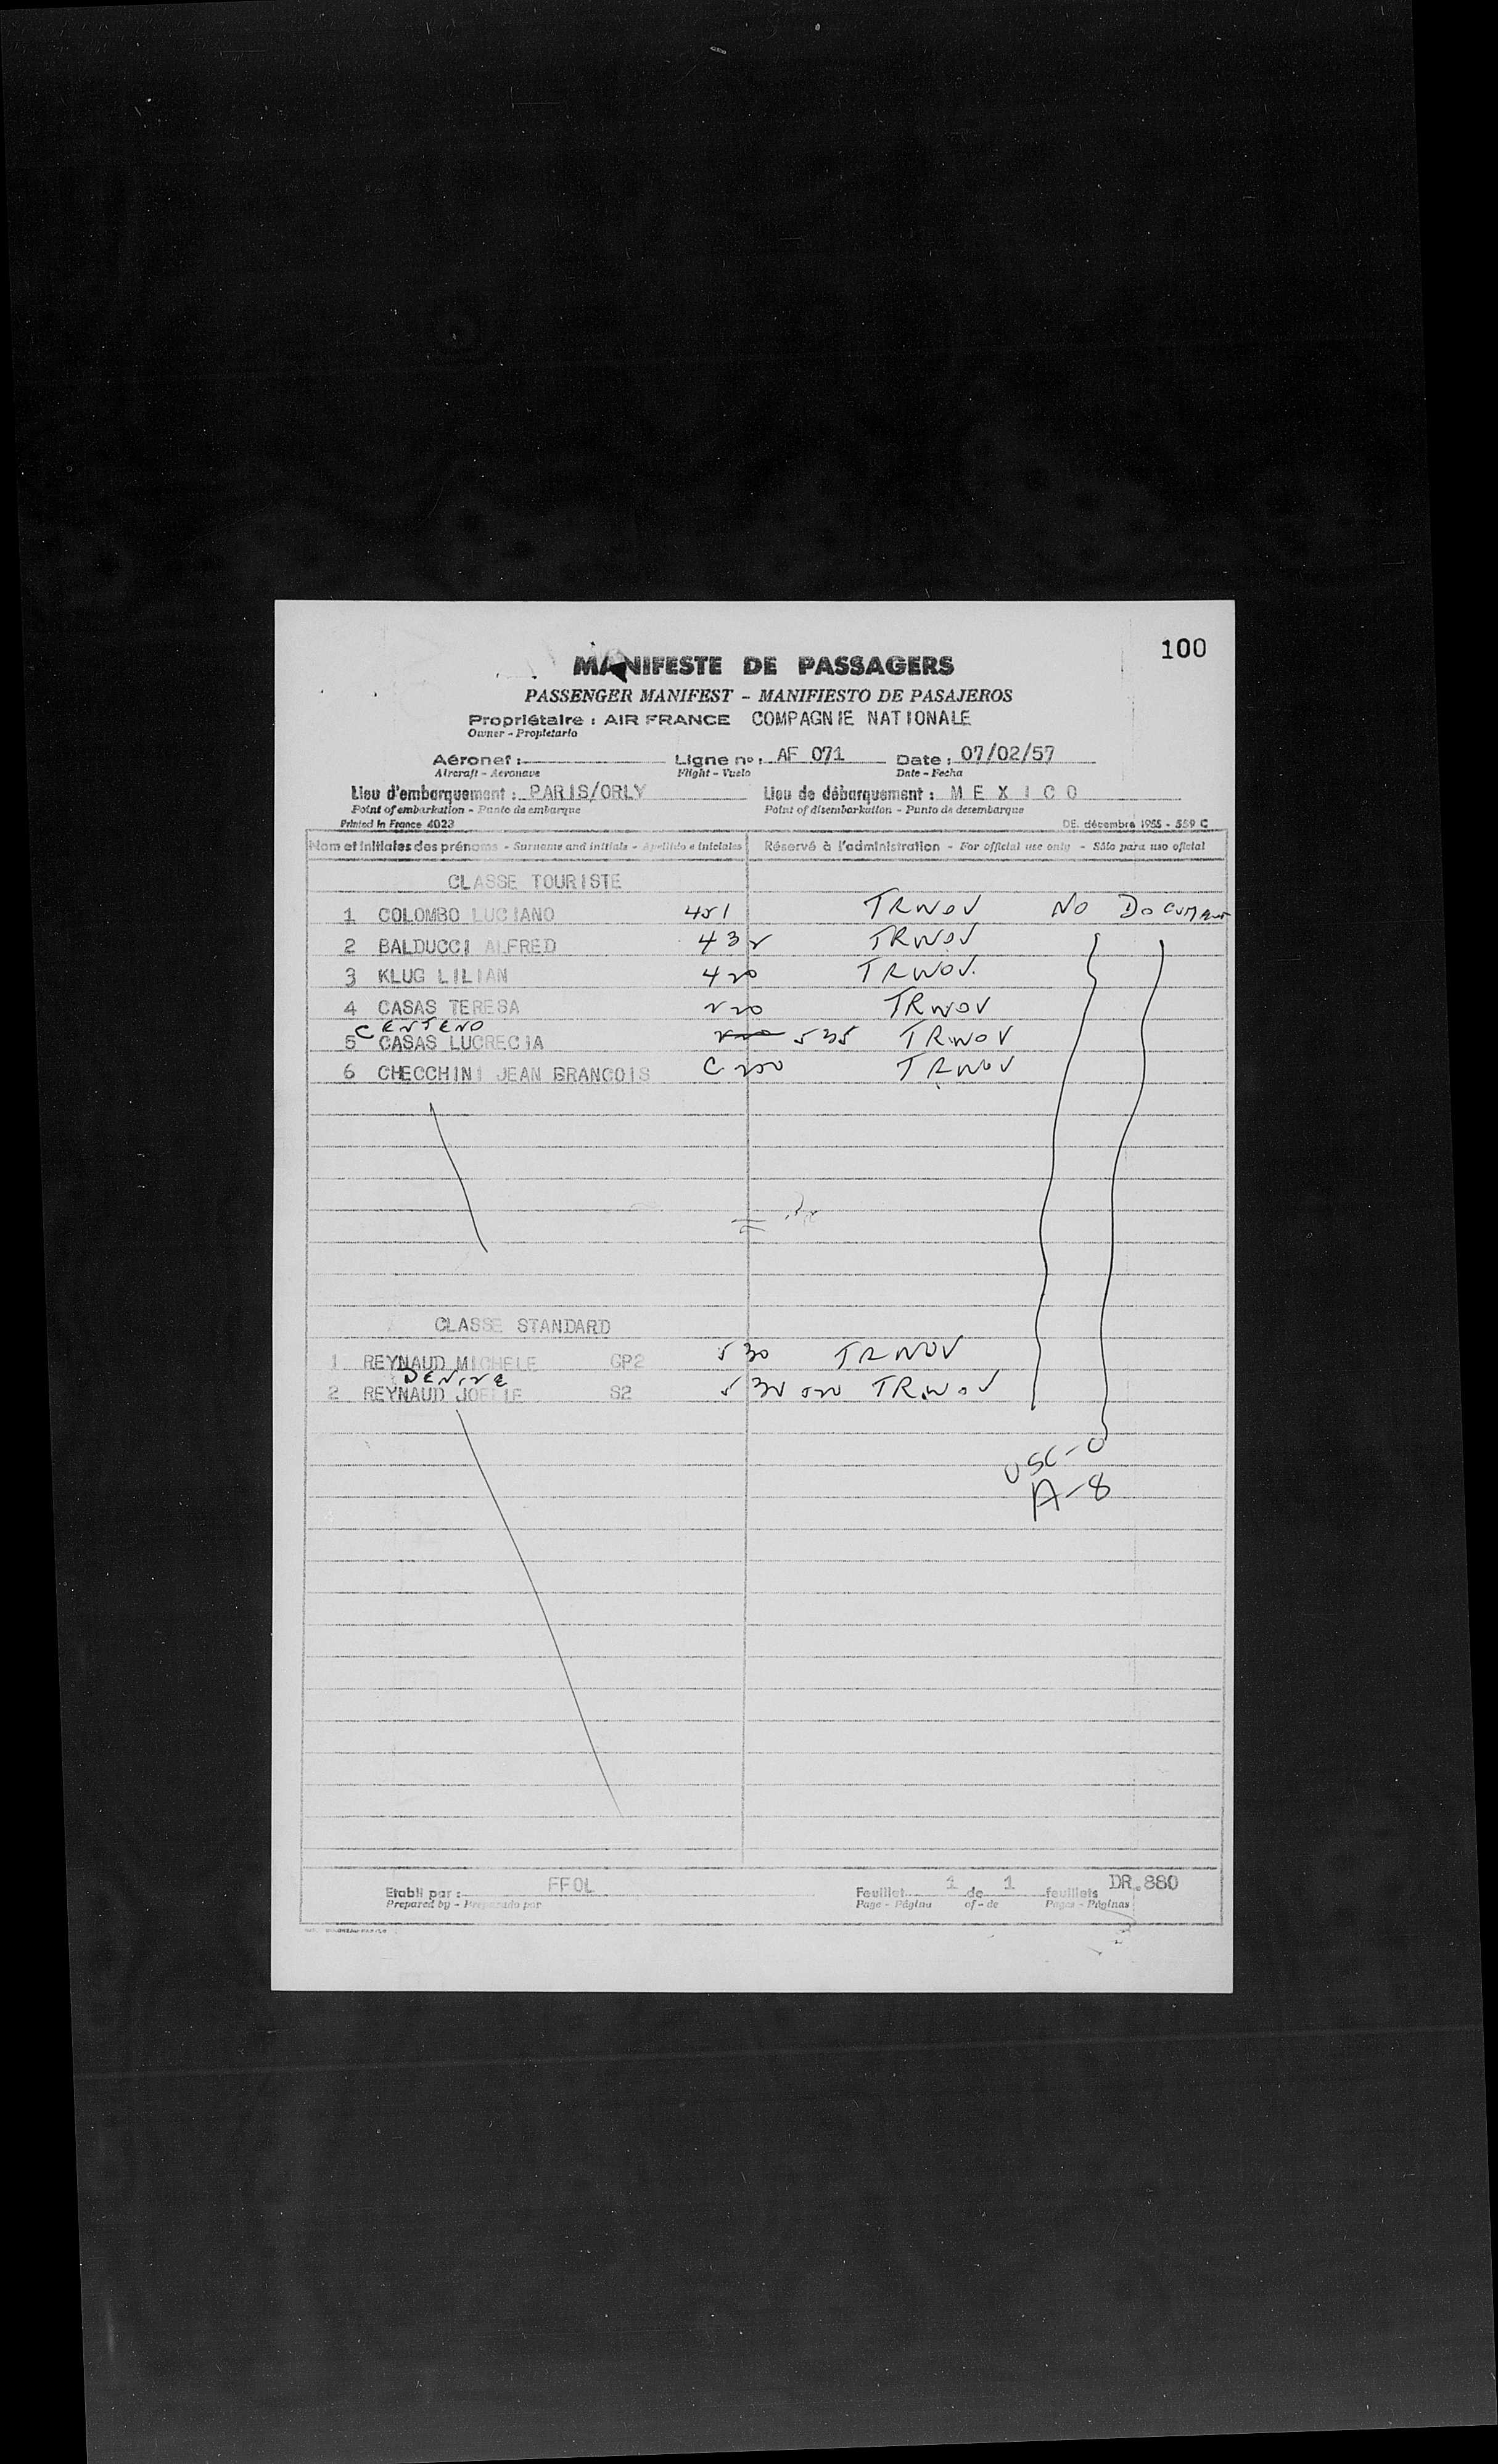 100
MANIFESTE DE PASSAGERS
PASSENGER MANIFEST - MANIFIESTO DE PASAJEROS
Propriétaire : AIR FRANCE COMPAGNIE NATIONALE
Owner - Propietario
Aéronef : Ligne no : AF 071 Date : 07/02/57
Aircraft - Aeronave Flight - Vuelo Date - Fecha
Lieu d'embarquement : PARIS/ORLY Lieu de débarquement : MEXICO
Point of embarkation - Punto de embarque Point of disembarkation - Punto de desembarque
Printed in France 4023 DE. décembre 1955 - 559 C
Nom et initiales des prénoms - Surname and initials - Apellido e iniciales Réservé à l'administration - For official use only - Sólo para uso oficial
CLASSE TOURISTE
1 COLOMBO LUCIANO 451 TRWOV NO DOCUMENT
2 BALDUCCI ALFRED 432 TRWOV
3 KLUG LILIAN 420 TRWOV.
4 CASAS TERESA 220 TRWOV
CENTENO
5 CASAS LUCRECIA 535 TRWOV
6 CHECCHINI JEAN BRANCOIS C 200 TRWOV
CLASSE STANDARD
1 REYNAUD MICHELE GP2 530 TRWOV
DENISE
2 REYNAUD JOELLE S2 TRWOV
USC-0
A-8
Etabli par : FFOL Feuillet 1 de 1 feuillets DR.880
Prepared by - Preparado por Page - Página of - de Pages - Páginas